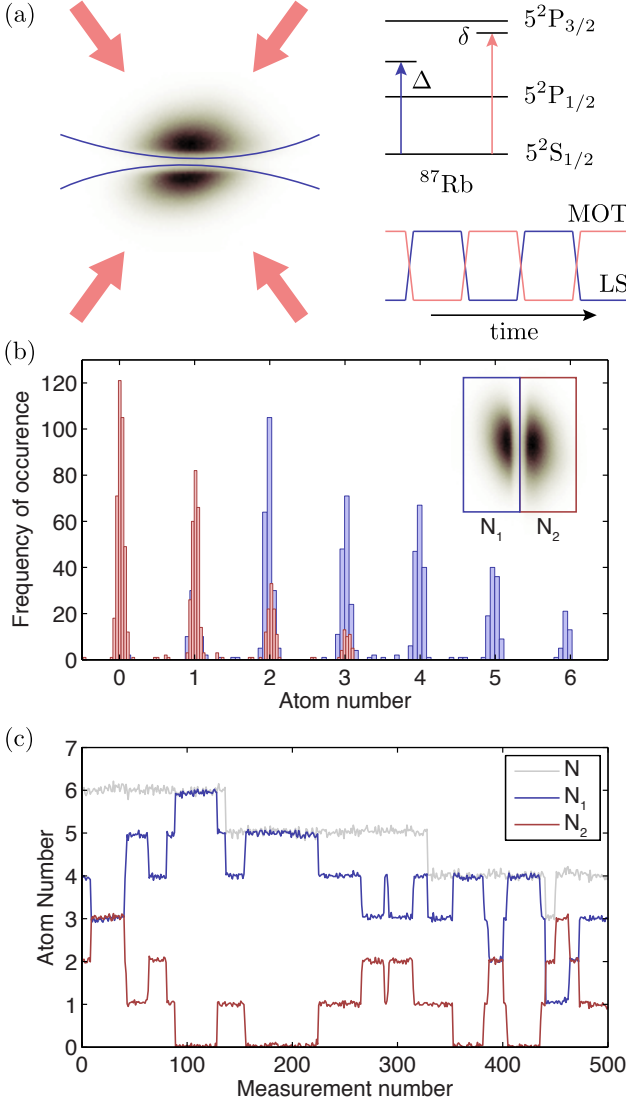 (a)
5²P₃/₂
δ
Δ
5²P₁/₂
5²S₁/₂
⁸⁷Rb
MOT
LS
time
(b)
120
100
80
60
40
20
0
Frequency of occurence
N₁ N₂
0 1 2 3 4 5 6
Atom number
(c)
7
6
5
4
3
2
1
0
Atom Number
N
N₁
N₂
0 100 200 300 400 500
Measurement number